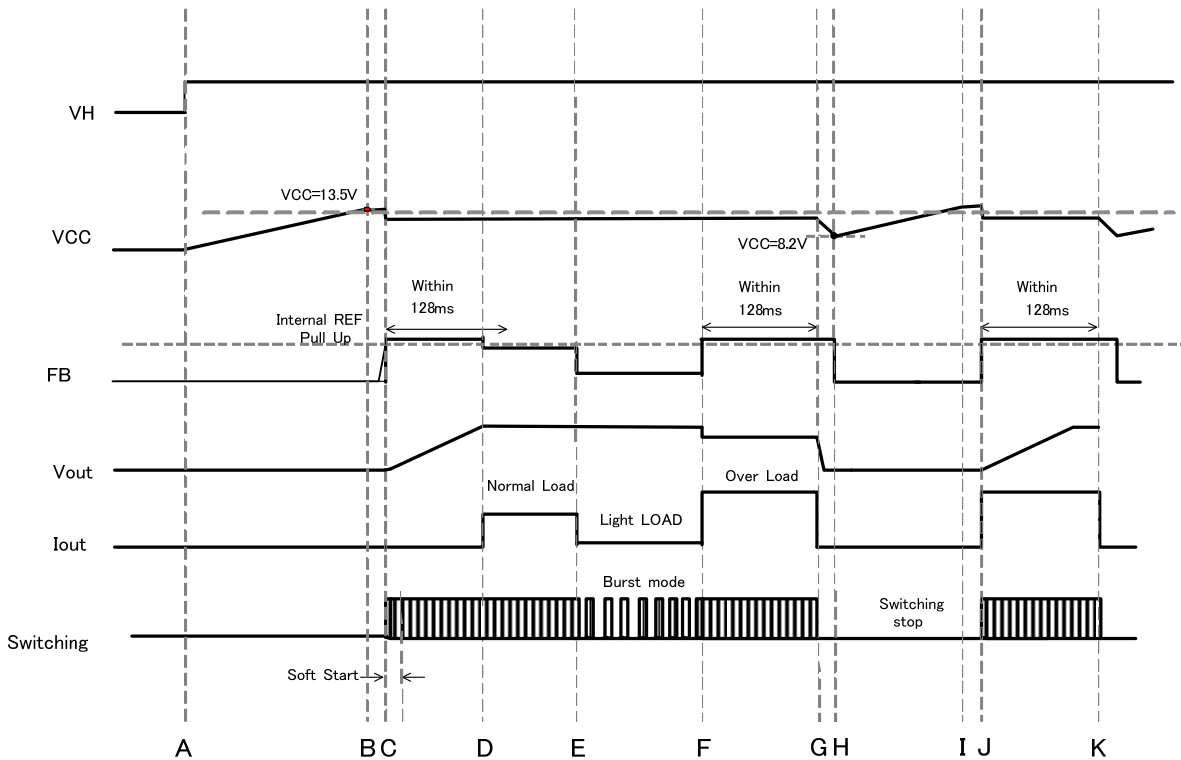 VH
VCC=13.5V
VCC
VCC=8.2V
Within
128ms
Within
128ms
Within
128ms
Internal REF
Pull Up
FB
Vout
Normal Load
Over Load
Light LOAD
Iout
Burst mode
Switching
stop
Switching
Soft Start
A B C D E F G H I J K